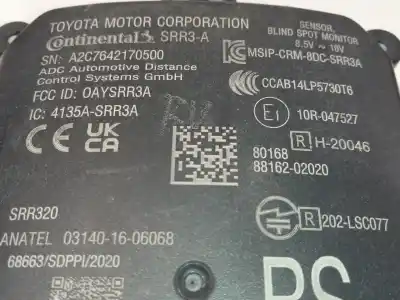 TOYOTA MOTOR CORPORATION
Continental SRR3-A
SENSOR,
BLIND SPOT MONITOR
8.5V ~ 18V
SN: A2C7642170500
MSIP-CRM-8DC-SRR3A
ADC Automotive Distance
Control Systems GmbH
CCAB14LP5730T6
FCC ID: OAYSRR3A
IC: 4135A-SRR3A
E1 10R-047527
CE UK CA
R H-20046
80168
88162-02020
SRR320
R 202-LSC077
ANATEL 03140-16-06068
68663/SDPPI/2020